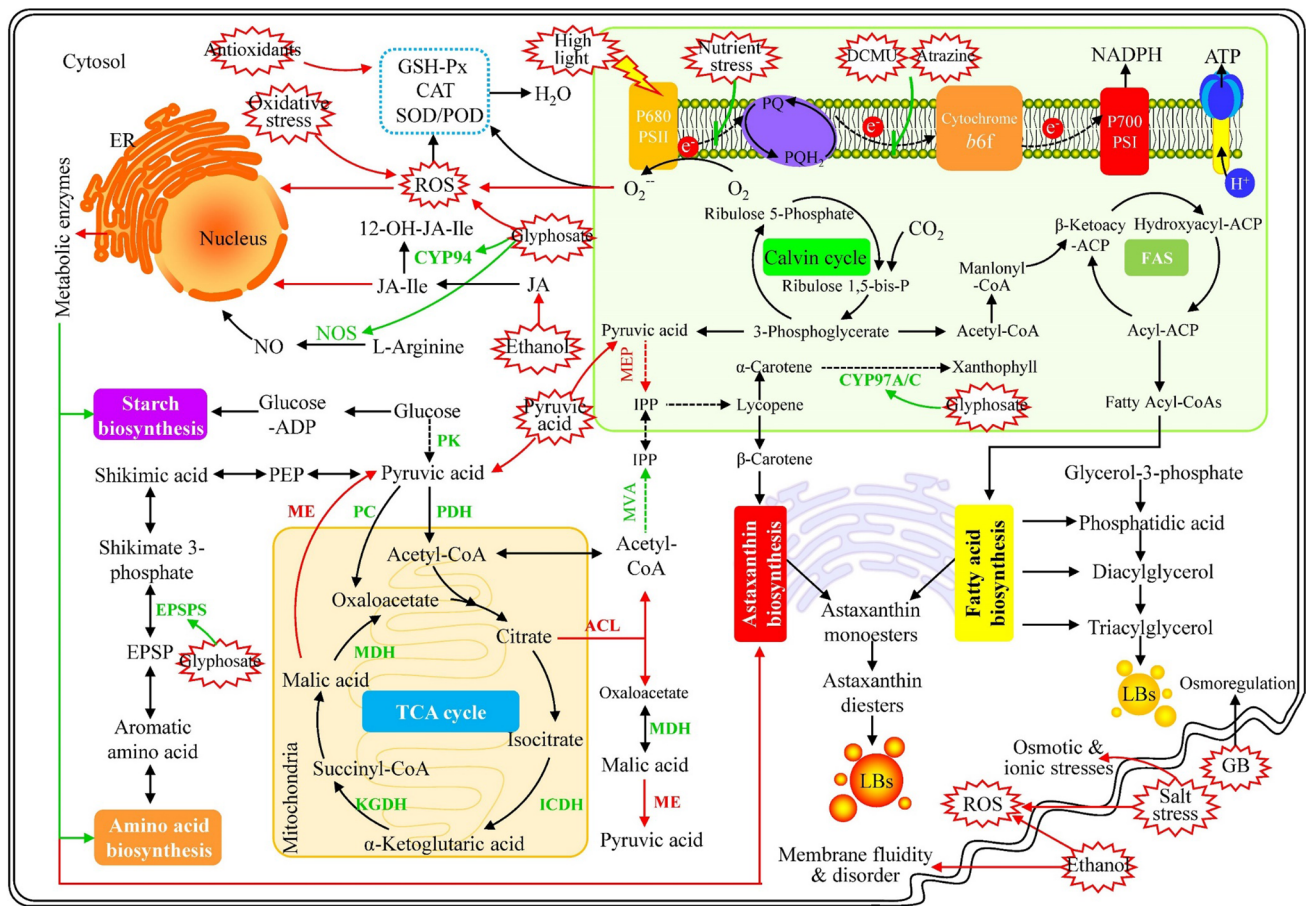 Cytosol
Antioxidants
GSH-Px
CAT
SOD/POD
H2O
High
light
Nutrient
stress
DCMU
Atrazine
NADPH
ATP
Oxidative
stress
ER
P680
PSII
e-
PQ
PQH2
e-
Cytochrome
b6f
e-
P700
PSI
H+
ROS
O2·-
O2
Nucleus
Metabolic enzymes
12-OH-JA-Ile
CYP94
Glyphosate
JA-Ile
JA
NOS
NO
L-Arginine
Ethanol
Ribulose 5-Phosphate
CO2
Calvin cycle
Ribulose 1,5-bis-P
Pyruvic acid
3-Phosphoglycerate
Acetyl-CoA
Manlonyl
-CoA
β-Ketoacy
-ACP
Hydroxyacyl-ACP
FAS
Acyl-ACP
MEP
α-Carotene
Xanthophyll
CYP97A/C
Glyphosate
IPP
Lycopene
Fatty Acyl-CoAs
Starch
biosynthesis
Glucose
-ADP
Glucose
Pyruvic
acid
PK
IPP
β-Carotene
Shikimic acid
PEP
Pyruvic acid
MVA
Glycerol-3-phosphate
ME
PC
PDH
Phosphatidic acid
Shikimate 3-
phosphate
Acetyl-CoA
Acetyl-
CoA
Astaxanthin
biosynthesis
Fatty acid
biosynthesis
Diacylglycerol
Oxaloacetate
Astaxanthin
monoesters
Triacylglycerol
EPSPS
Citrate
ACL
EPSP
Glyphosate
MDH
Malic acid
Oxaloacetate
Astaxanthin
diesters
LBs
Osmoregulation
TCA cycle
MDH
Aromatic
amino acid
Isocitrate
Malic acid
Osmotic &
ionic stresses
GB
Mitochondria
Succinyl-CoA
LBs
KGDH
ICDH
ME
ROS
Salt
stress
Amino acid
biosynthesis
α-Ketoglutaric acid
Pyruvic acid
Membrane fluidity
& disorder
Ethanol